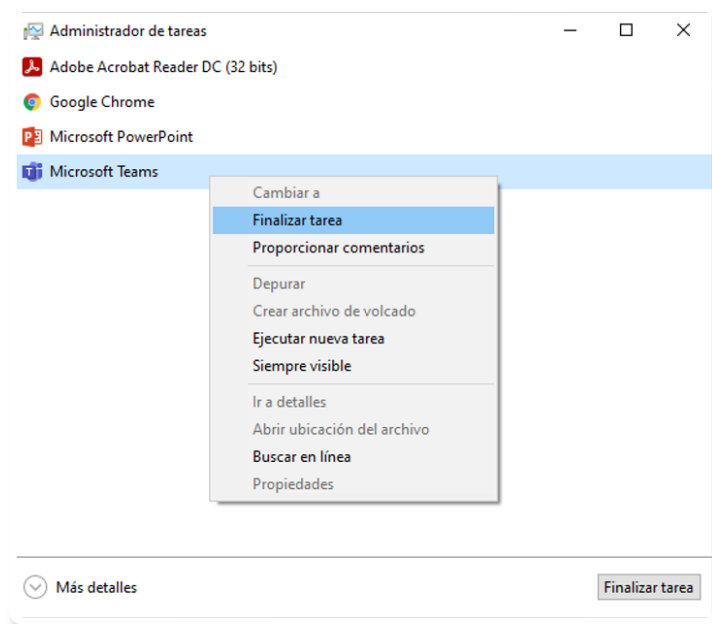 Administrador de tareas
Adobe Acrobat Reader DC (32 bits)
Google Chrome
Microsoft PowerPoint
Microsoft Teams
Cambiar a
Finalizar tarea
Proporcionar comentarios
Depurar
Crear archivo de volcado
Ejecutar nueva tarea
Siempre visible
Ir a detalles
Abrir ubicación del archivo
Buscar en línea
Propiedades
Más detalles
Finalizar tarea